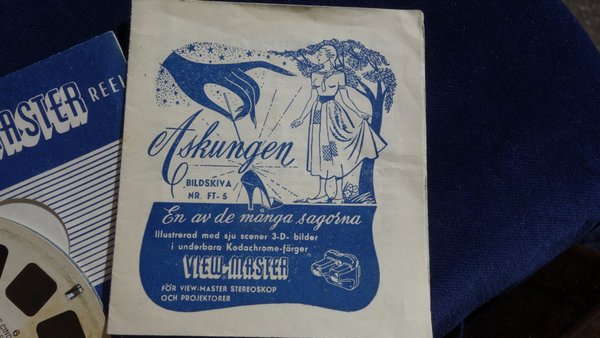 MASTER REEL
Askungen
BILDSKIVA
NR. FT-5
En av de många sagorna
Illustrerad med sju scener 3-D- bilder
i underbara Kodachrome-färger
VIEW-MASTER
FÖR VIEW-MASTER STEREOSKOP
OCH PROJEKTORER